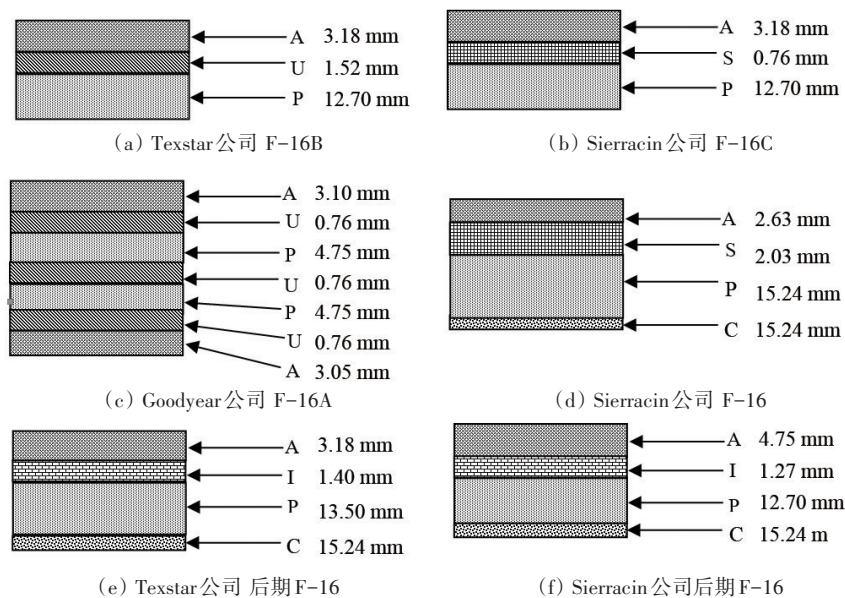 A 3.18 mm
U 1.52 mm
P 12.70 mm
(a) Texstar公司 F-16B
A 3.18 mm
S 0.76 mm
P 12.70 mm
(b) Sierracin公司 F-16C
A 3.10 mm
U 0.76 mm
P 4.75 mm
U 0.76 mm
P 4.75 mm
U 0.76 mm
A 3.05 mm
(c) Goodyear公司 F-16A
A 2.63 mm
S 2.03 mm
P 15.24 mm
C 15.24 mm
(d) Sierracin公司 F-16
A 3.18 mm
I 1.40 mm
P 13.50 mm
C 15.24 mm
(e) Texstar公司 后期F-16
A 4.75 mm
I 1.27 mm
P 12.70 mm
C 15.24 m
(f) Sierracin公司后期F-16